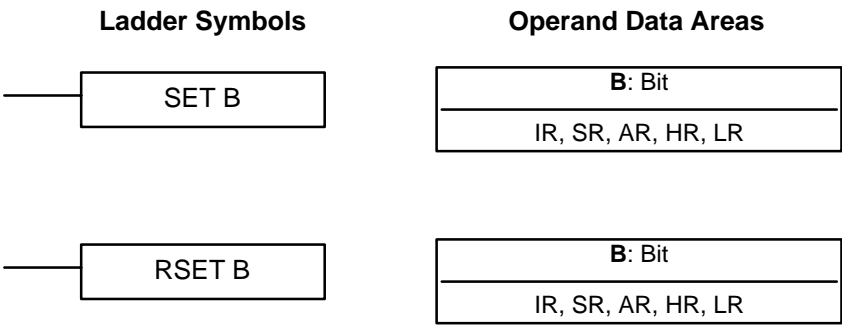 Ladder Symbols
Operand Data Areas
SET B
B: Bit
IR, SR, AR, HR, LR
RSET B
B: Bit
IR, SR, AR, HR, LR